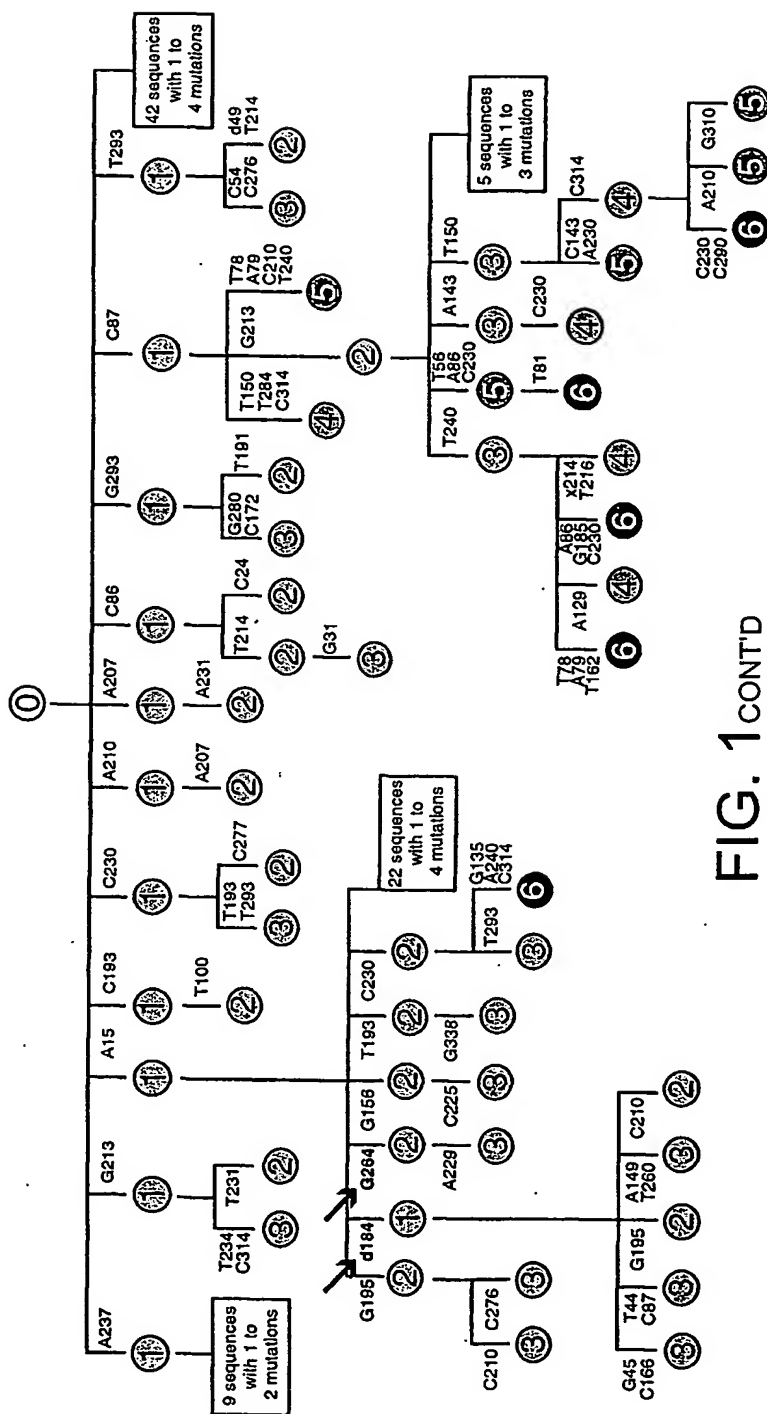 0
A237
G213
A15
C193
C230
A210
A207
C86
G293
C87
T293
42 sequences
with 1 to
4 mutations
1
1
1
1
1
1
1
1
1
1
1
9 sequences
with 1 to
2 mutations
T234
C314
T231
3
2
T100
2
T193
T293
C277
3
2
A207
2
A231
2
T214
C24
2
2
G31
3
G280
C172
T191
3
2
T150
T284
C314
G213
T78
A79
C210
T240
4
5
2
C54
C276
d49
T214
3
2
G195
d184
G264
G156
T193
C230
22 sequences
with 1 to
4 mutations
2
1
2
2
2
2
C210
C276
3
3
A229
3
C225
3
G338
3
T293
G135
A240
C314
3
6
G45
C166
T44
C87
G195
A149
T260
C210
3
3
2
3
2
T240
T56
A86
C230
A143
T150
5 sequences
with 1 to
3 mutations
3
5
3
3
T81
6
C230
4
C143
A230
C314
5
4
T78
A79
T162
A129
A86
G185
C230
x214
T216
6
4
6
4
C230
C290
A210
G310
6
5
5
FIG. 1 CONT'D